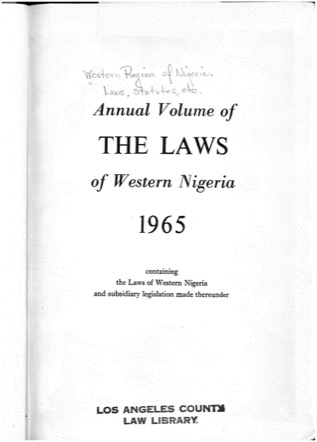 Western Region of Nigeria.
Laws, Statutes, etc.
Annual Volume of
THE LAWS
of Western Nigeria
1965
containing
the Laws of Western Nigeria
and subsidiary legislation made thereunder
LOS ANGELES COUNTY
LAW LIBRARY.